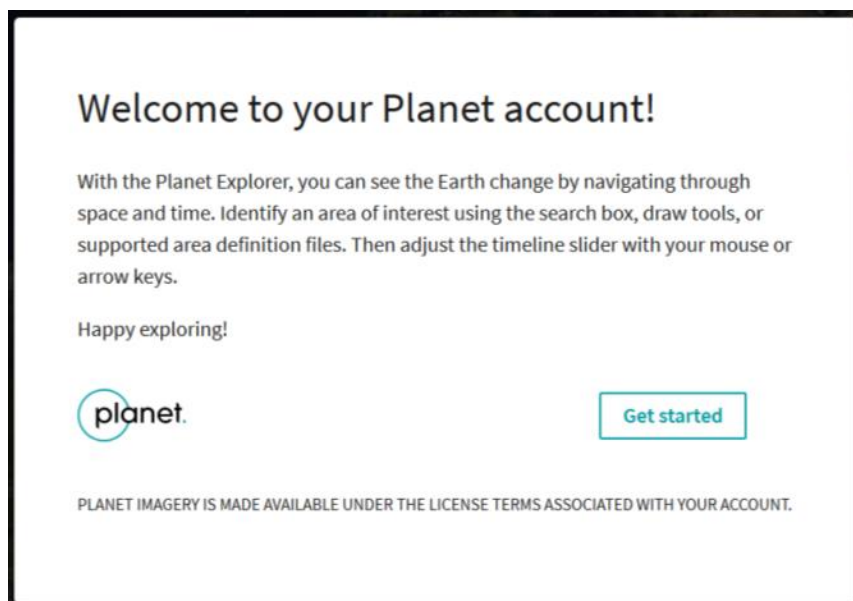 Welcome to your Planet account!
With the Planet Explorer, you can see the Earth change by navigating through
space and time. Identify an area of interest using the search box, draw tools, or
supported area definition files. Then adjust the timeline slider with your mouse or
arrow keys.
Happy exploring!
planet.
Get started
PLANET IMAGERY IS MADE AVAILABLE UNDER THE LICENSE TERMS ASSOCIATED WITH YOUR ACCOUNT.